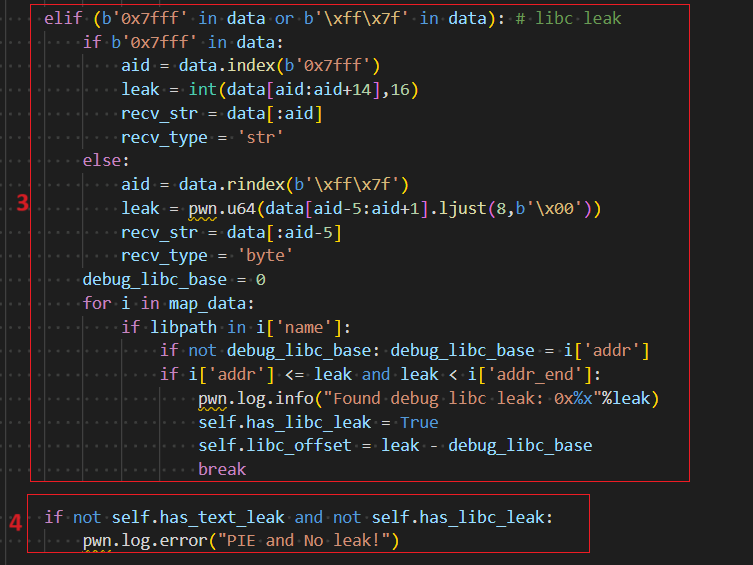 elif (b'0x7fff' in data or b'\xff\x7f' in data): # libc leak
if b'0x7fff' in data:
aid = data.index(b'0x7fff')
leak = int(data[aid:aid+14],16)
recv_str = data[:aid]
recv_type = 'str'
else:
3
aid = data.rindex(b'\xff\x7f')
leak = pwn.u64(data[aid-5:aid+1].ljust(8,b'\x00'))
recv_str = data[:aid-5]
recv_type = 'byte'
debug_libc_base = 0
for i in map_data:
if libpath in i['name']:
if not debug_libc_base: debug_libc_base = i['addr']
if i['addr'] <= leak and leak < i['addr_end']:
pwn.log.info("Found debug libc leak: 0x%x"%leak)
self.has_libc_leak = True
self.libc_offset = leak - debug_libc_base
break
4
if not self.has_text_leak and not self.has_libc_leak:
pwn.log.error("PIE and No leak!")